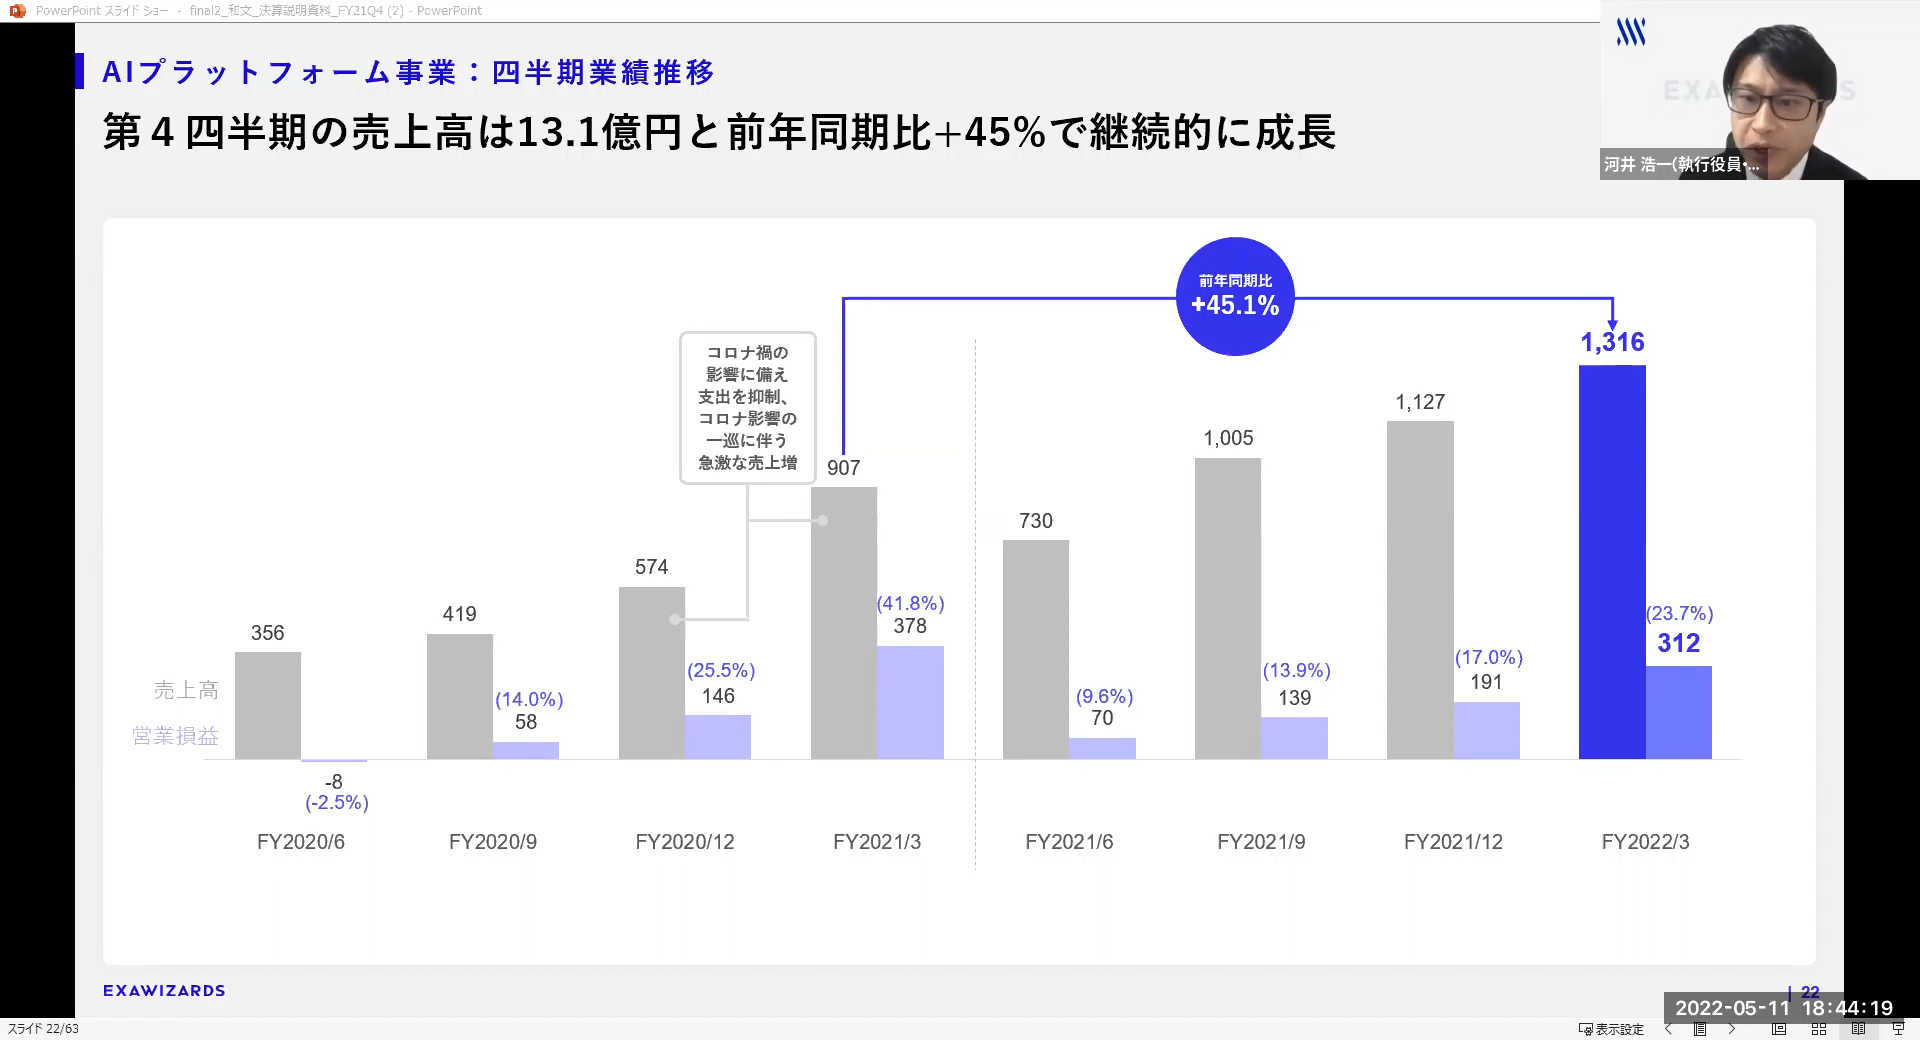 PowerPoint スライド ショー - final2_和文_決算説明資料_FY21Q4 (2) - PowerPoint
AIプラットフォーム事業：四半期業績推移
第４四半期の売上高は13.1億円と前年同期比+45%で継続的に成長
河井 浩一(執行役員・...
前年同期比
+45.1%
コロナ禍の
影響に備え
支出を抑制、
コロナ影響の
一巡に伴う
急激な売上増
1,316
1,127
1,005
907
730
574
419
356
(41.8%)
378
(23.7%)
312
(25.5%)
146
(14.0%)
58
(9.6%)
70
(13.9%)
139
(17.0%)
191
売上高
営業損益
-8
(-2.5%)
FY2020/6 FY2020/9 FY2020/12 FY2021/3 FY2021/6 FY2021/9 FY2021/12 FY2022/3
EXAWIZARDS
22
2022-05-11 18:44:19
スライド 22/63
表示設定